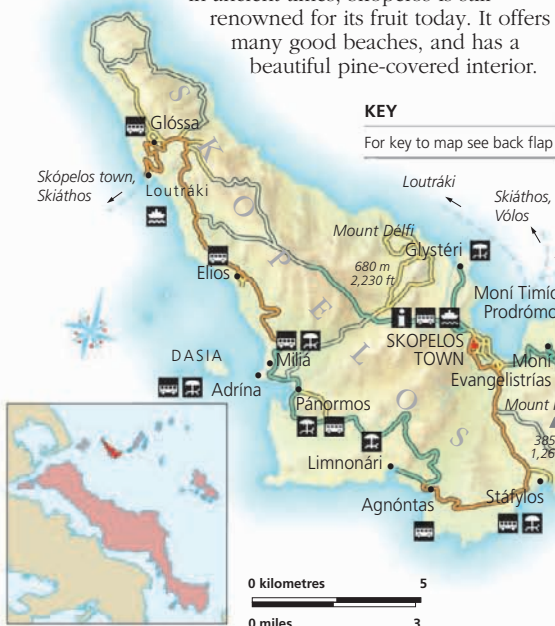 in ancient times, Skopelos is still
renowned for its fruit today. It offers
many good beaches, and has a
beautiful pine-covered interior.
KEY
For key to map see back flap
Glóssa
Skópelos town,
Skiáthos
Loutráki
Loutráki
Skiáthos,
Vólos
Mount Délfi
680 m
2,230 ft
Glystéri
Elios
SKOPELOS
Moní
Prodrómo
i
SKOPELOS
TOWN
DASIA
Miliá
Moní
Evangelistrías
Adrína
Pánormos
Mount
Limnonári
Agnóntas
Stáfylos
0 kilometres 5
0 miles 3